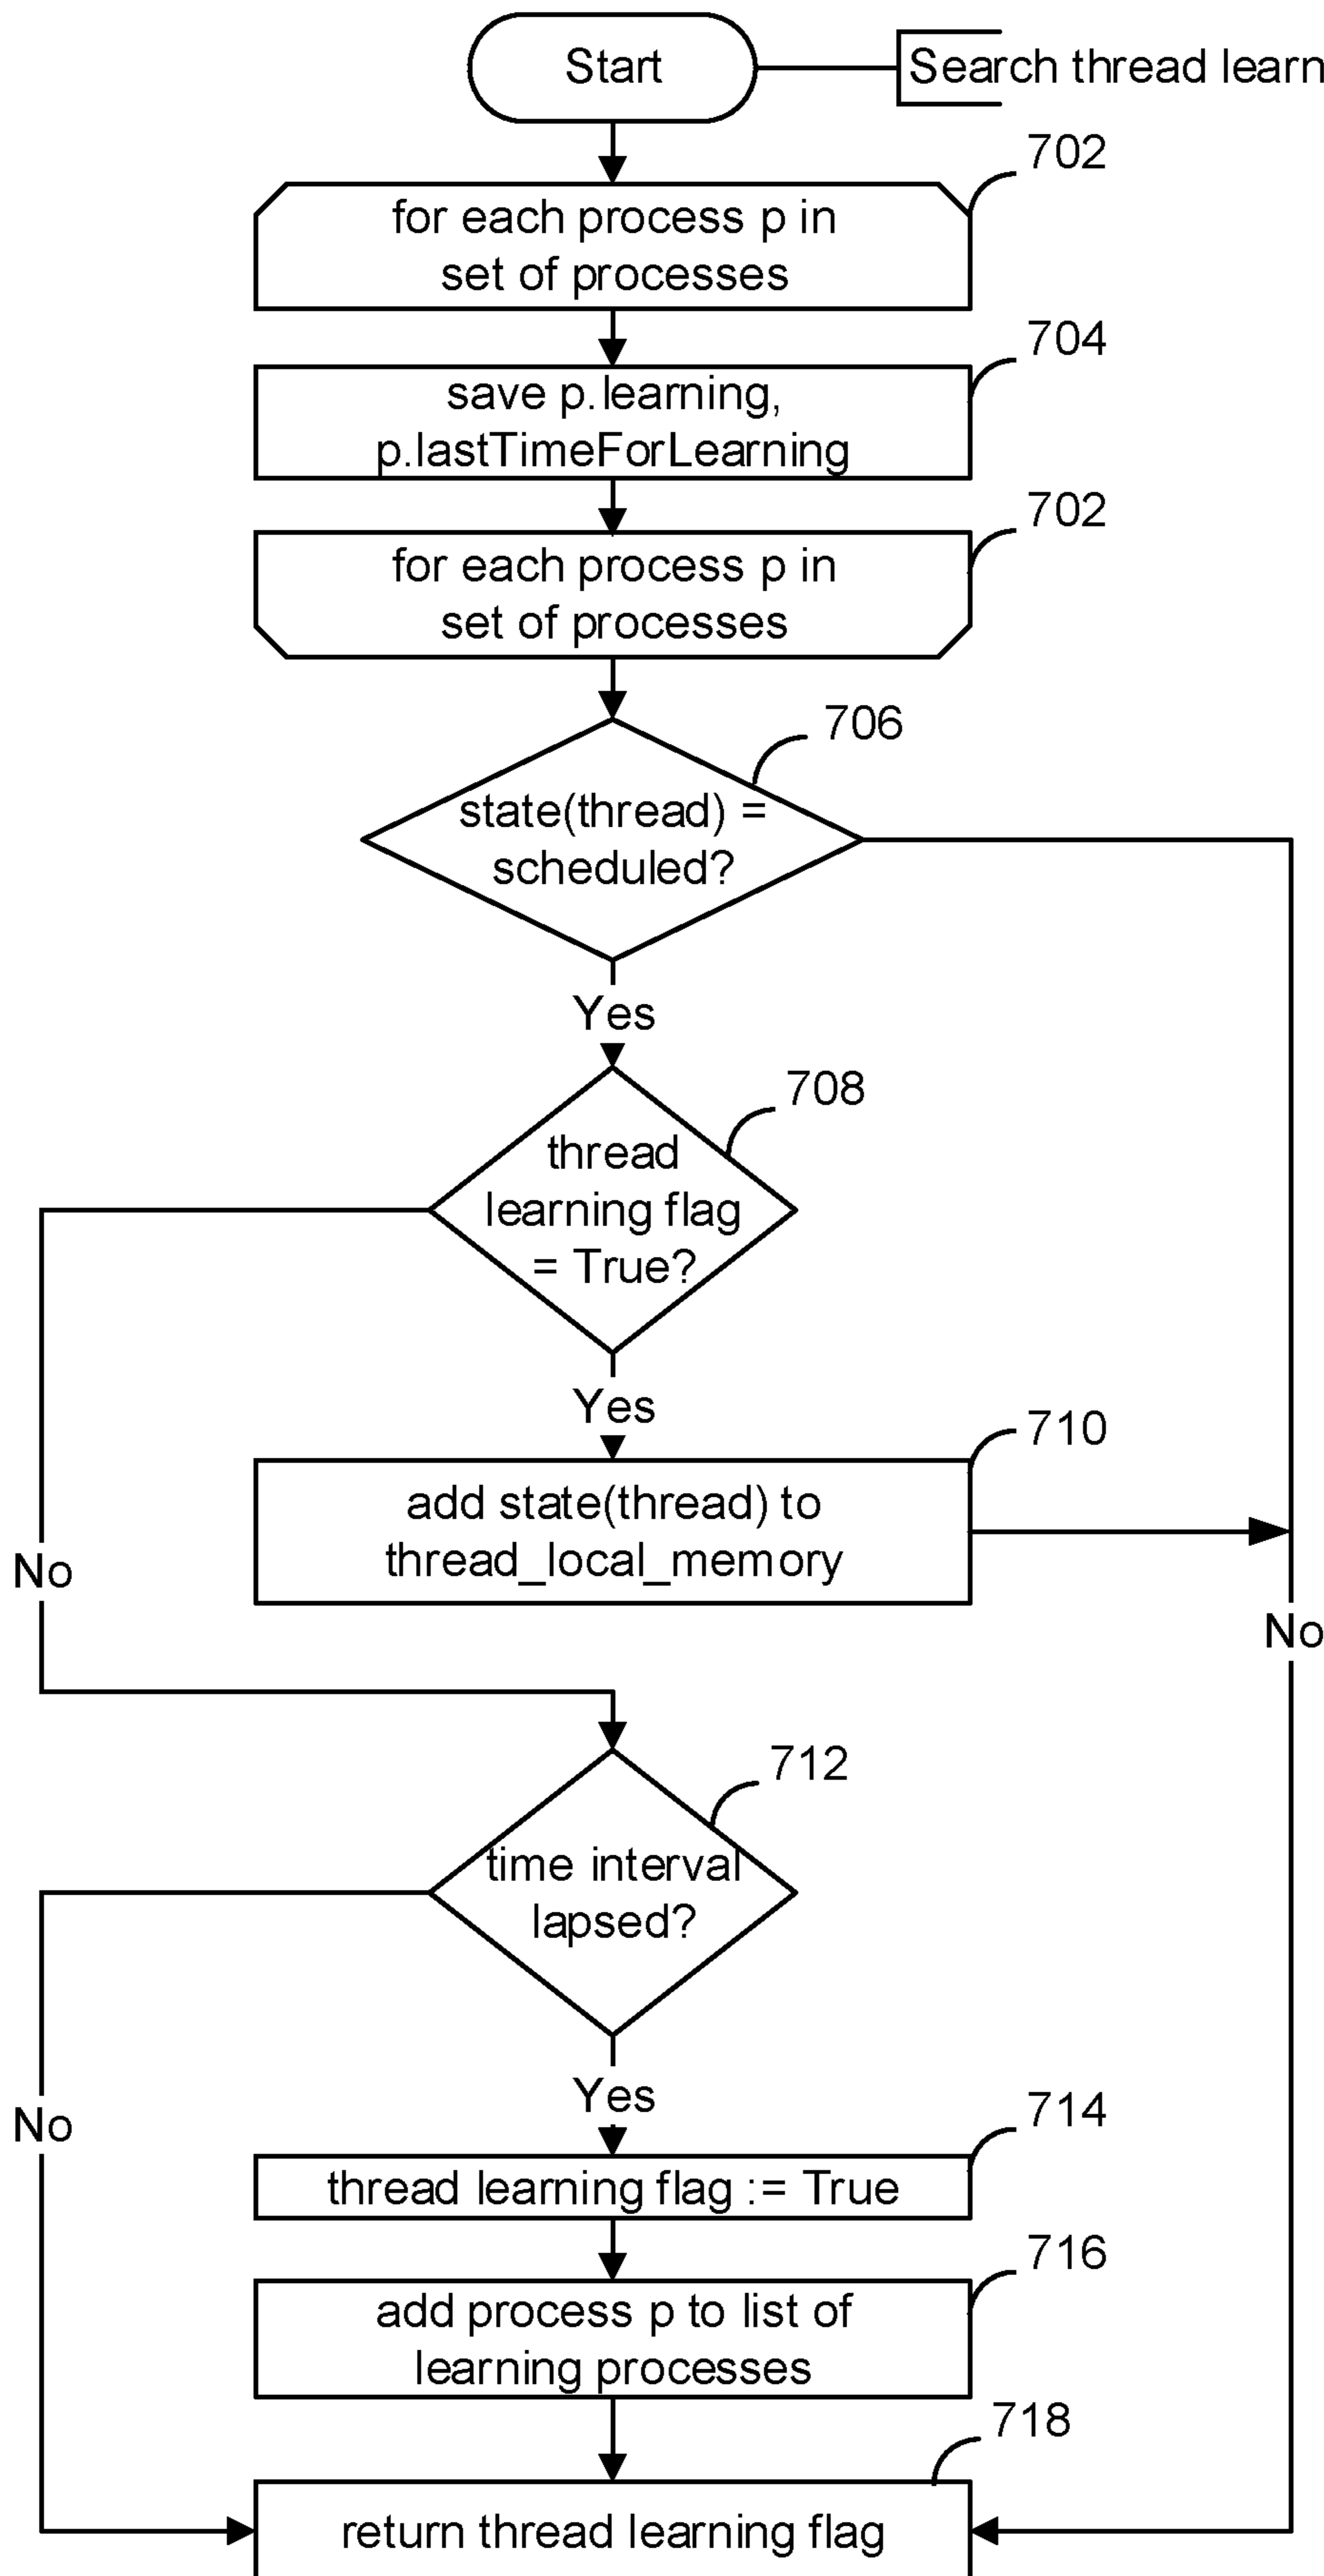 Start
Search thread learn
702
for each process p in
set of processes
704
save p.learning,
p.lastTimeForLearning
702
for each process p in
set of processes
706
state(thread) =
scheduled?
Yes
708
thread
learning flag
= True?
Yes
710
add state(thread) to
thread_local_memory
No
No
712
time interval
lapsed?
Yes
No
714
thread learning flag := True
716
add process p to list of
learning processes
718
return thread learning flag